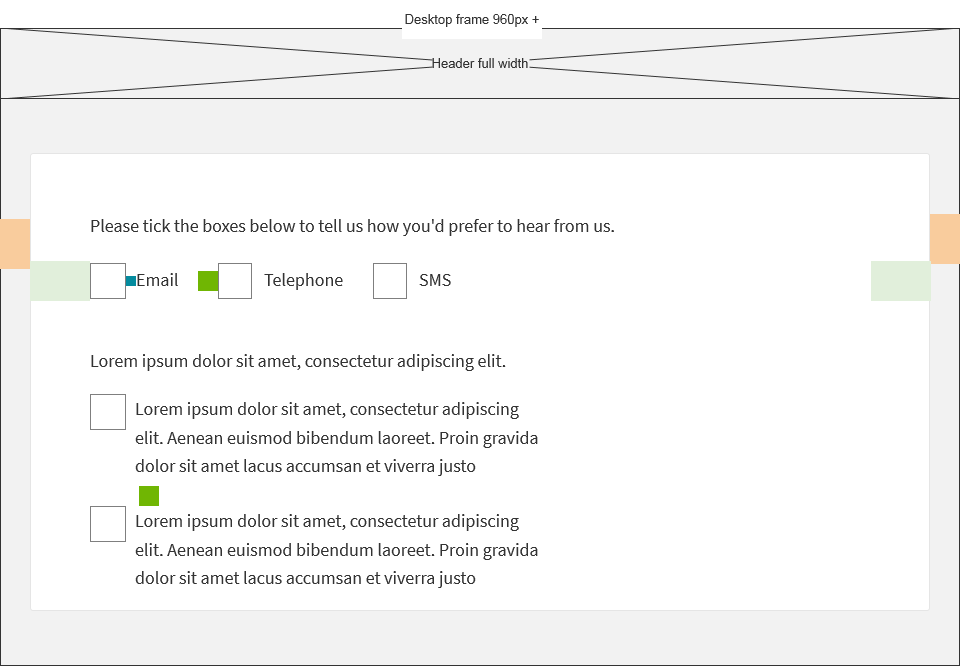 Desktop frame 960px +
Header full width
Please tick the boxes below to tell us how you'd prefer to hear from us.
Email Telephone SMS
Lorem ipsum dolor sit amet, consectetur adipiscing elit.
Lorem ipsum dolor sit amet, consectetur adipiscing
elit. Aenean euismod bibendum laoreet. Proin gravida
dolor sit amet lacus accumsan et viverra justo
Lorem ipsum dolor sit amet, consectetur adipiscing
elit. Aenean euismod bibendum laoreet. Proin gravida
dolor sit amet lacus accumsan et viverra justo